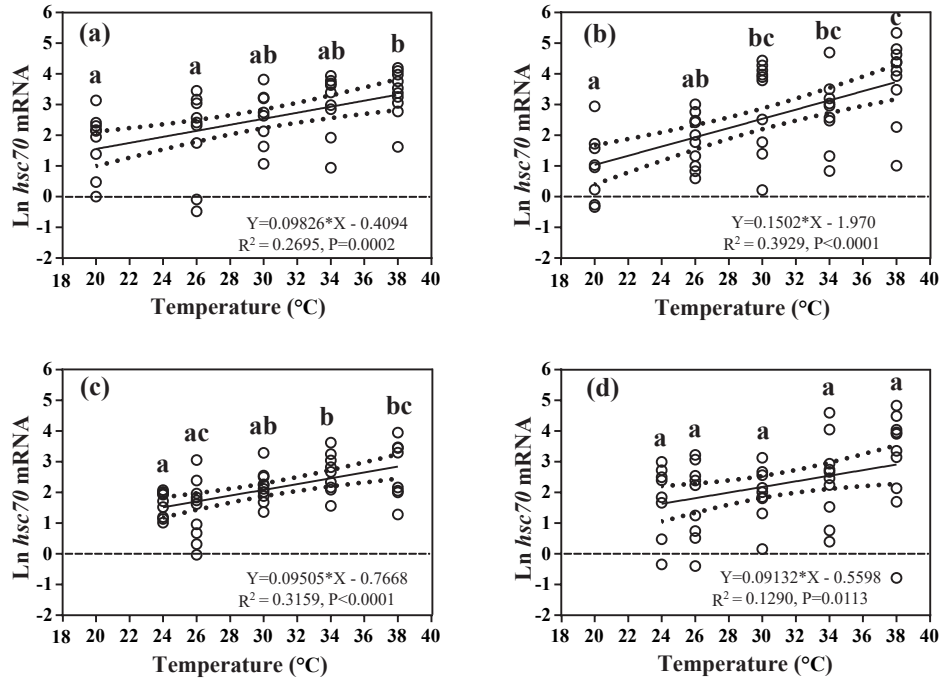 (a)
a a ab ab b
6
5
4
3
2
1
0
-1
-2
Ln hsc70 mRNA
Y=0.09826*X - 0.4094
R² = 0.2695, P=0.0002
18 20 22 24 26 28 30 32 34 36 38 40
Temperature (°C)
(b)
a ab bc bc c
6
5
4
3
2
1
0
-1
-2
Ln hsc70 mRNA
Y=0.1502*X - 1.970
R² = 0.3929, P<0.0001
18 20 22 24 26 28 30 32 34 36 38 40
Temperature (°C)
(c)
a ac ab b bc
6
5
4
3
2
1
0
-1
-2
Ln hsc70 mRNA
Y=0.09505*X - 0.7668
R² = 0.3159, P<0.0001
18 20 22 24 26 28 30 32 34 36 38 40
Temperature (°C)
(d)
a a a a a
6
5
4
3
2
1
0
-1
-2
Ln hsc70 mRNA
Y=0.09132*X - 0.5598
R² = 0.1290, P=0.0113
18 20 22 24 26 28 30 32 34 36 38 40
Temperature (°C)